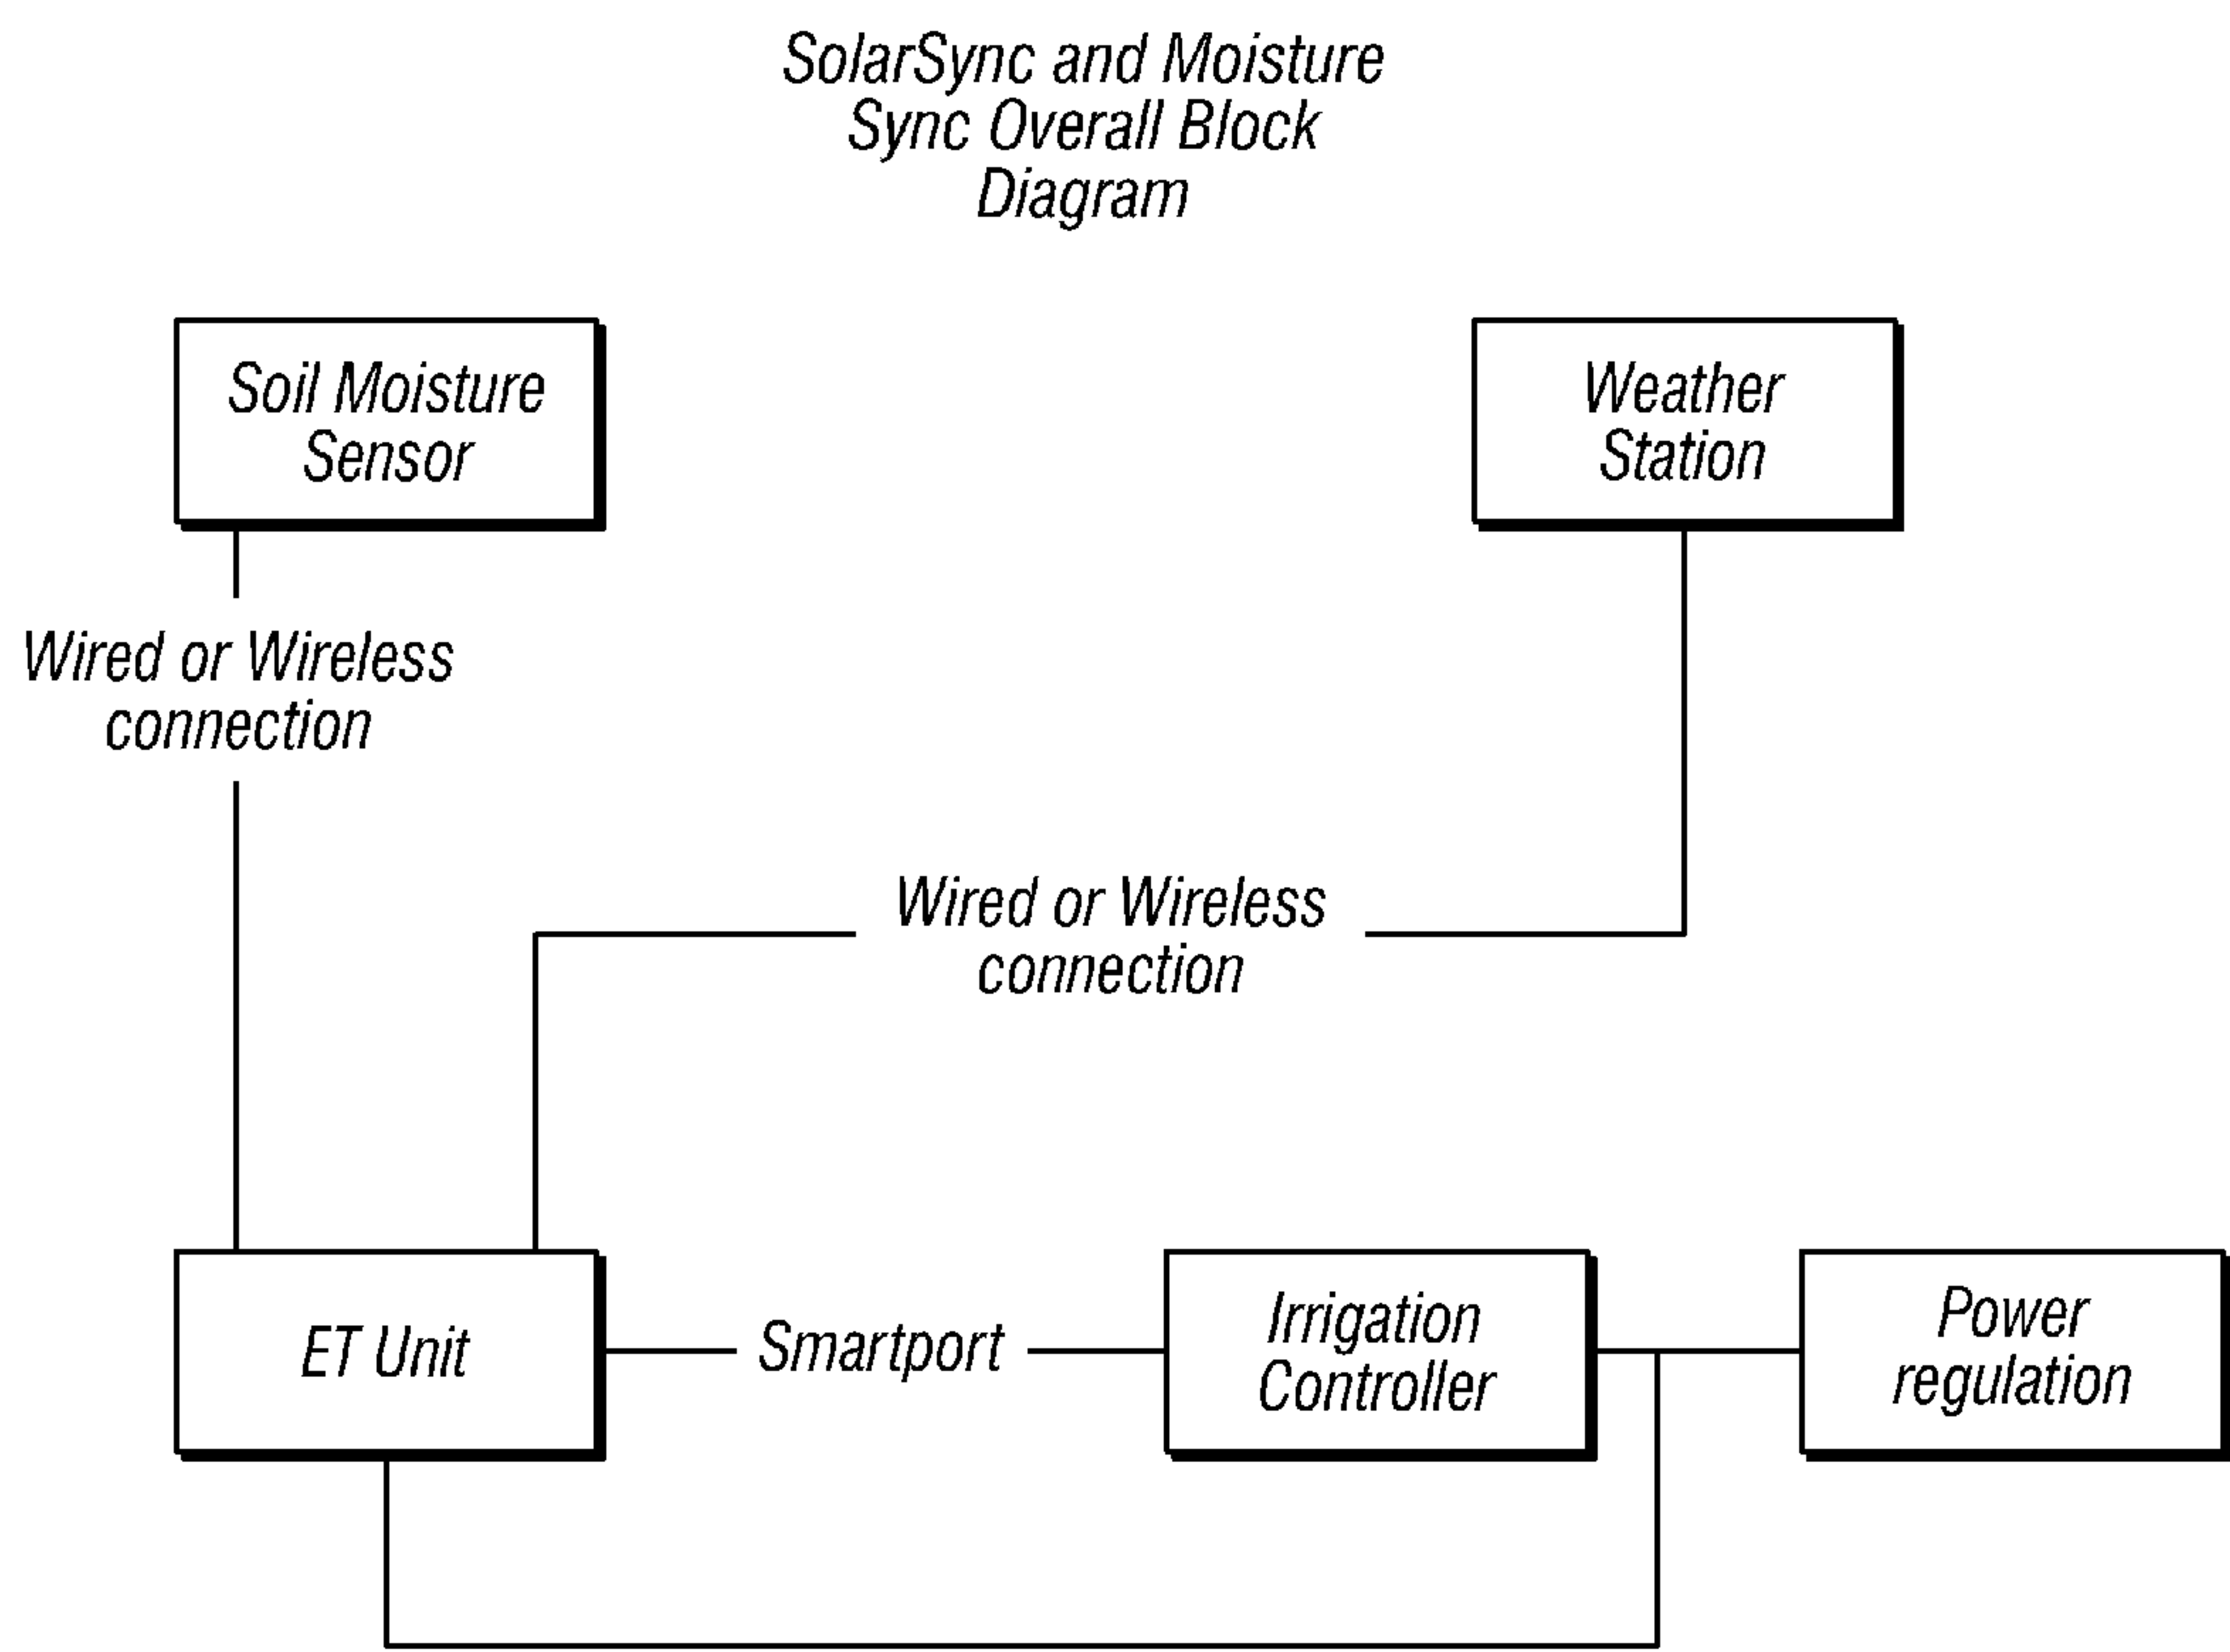 SolarSync and Moisture
Sync Overall Block
Diagram
Soil Moisture
Sensor
Weather
Station
Wired or Wireless
connection
Wired or Wireless
connection
ET Unit
Smartport
Irrigation
Controller
Power
regulation